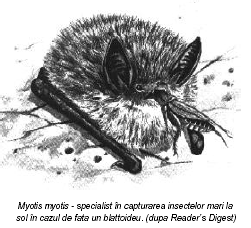 Myotis myotis - specialist în capturarea insectelor mari la
sol în cazul de fata un blattoideu. (dupa Reader's Digest)